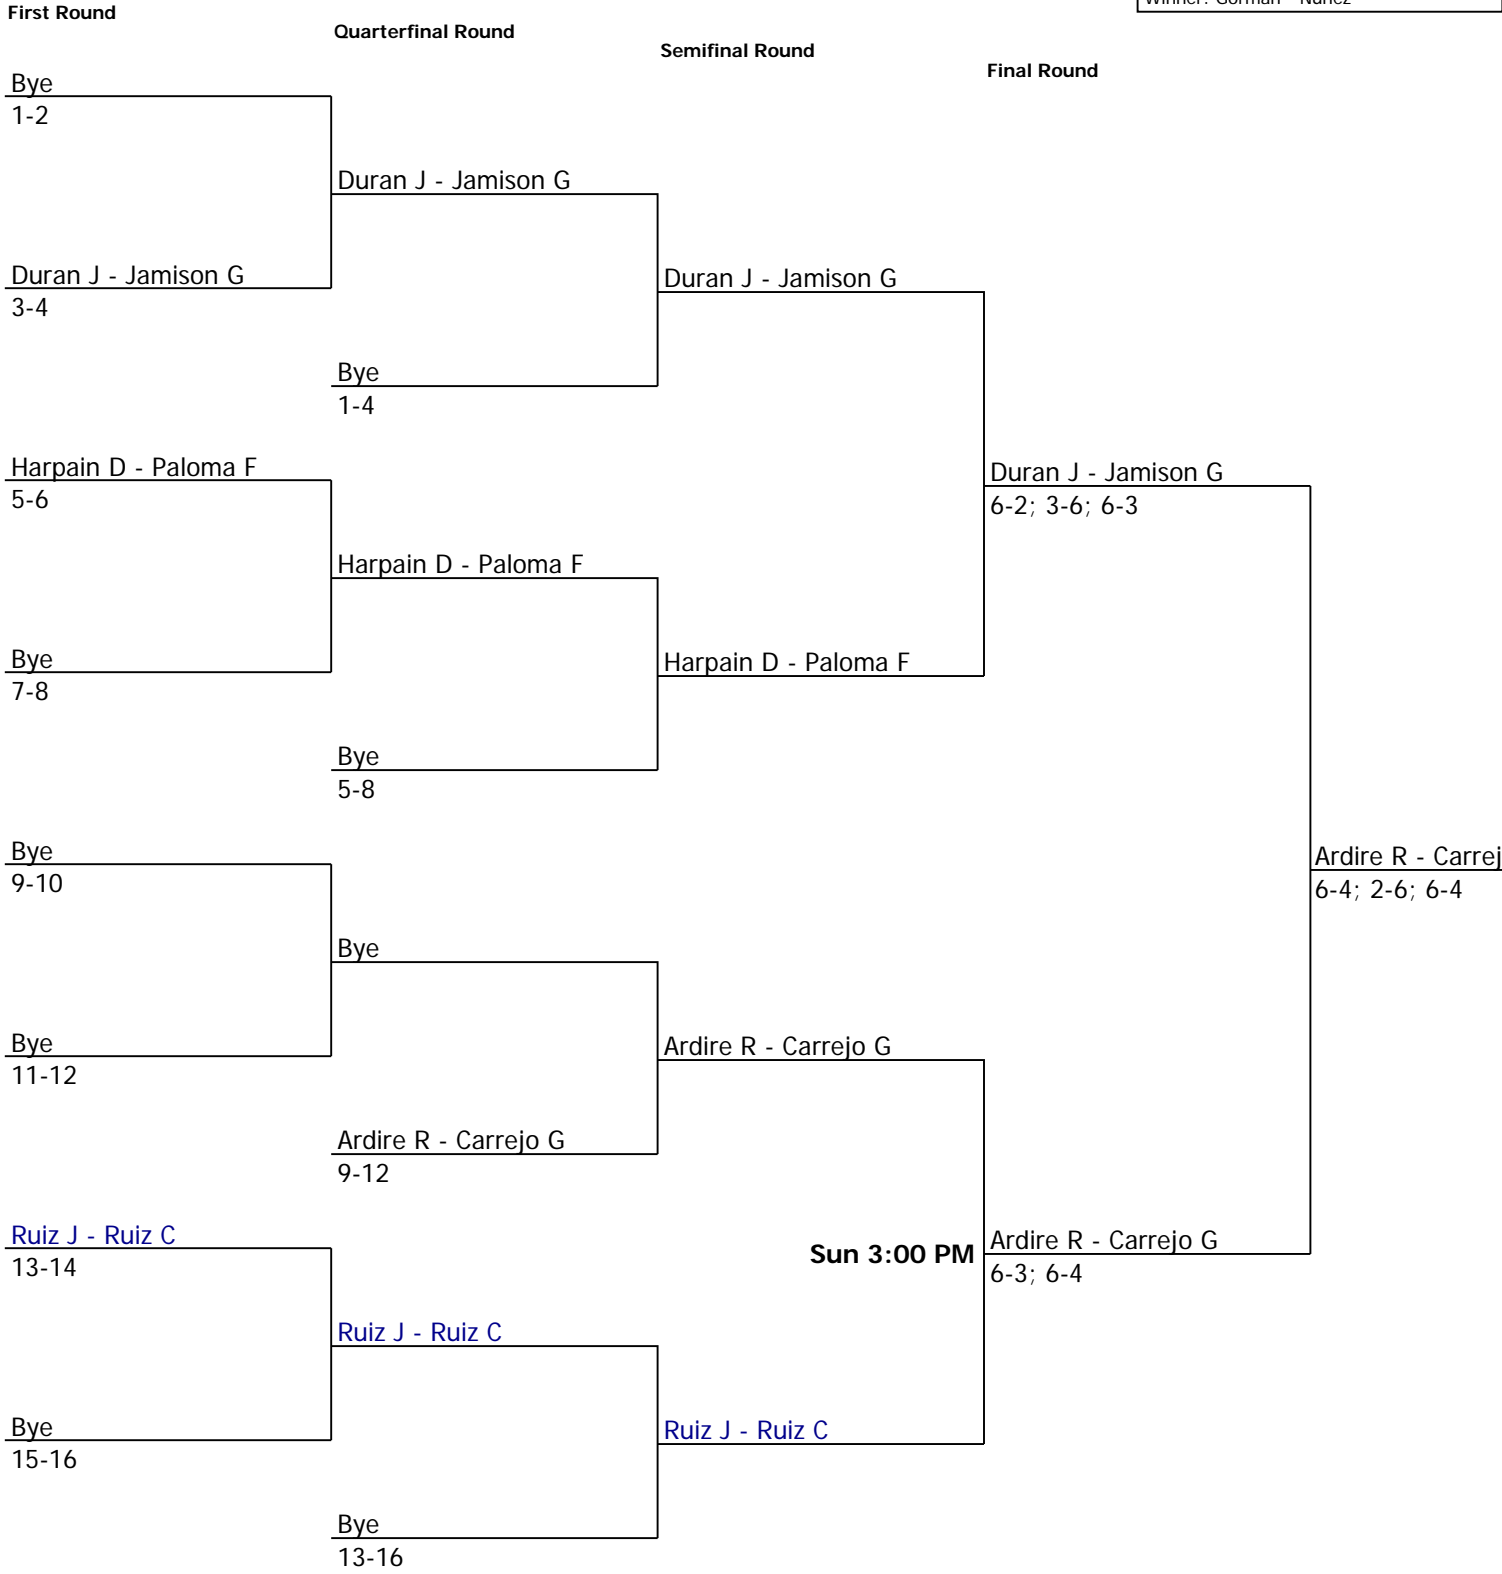 Winner: Gorman - Nunez
First Round
Quarterfinal Round
Semifinal Round
Final Round
Bye
1-2
Duran J - Jamison G
Duran J - Jamison G
3-4
Duran J - Jamison G
Bye
1-4
Harpain D - Paloma F
5-6
Duran J - Jamison G
6-2; 3-6; 6-3
Harpain D - Paloma F
Bye
7-8
Harpain D - Paloma F
Bye
5-8
Bye
9-10
Ardire R - Carrej
6-4; 2-6; 6-4
Bye
Bye
11-12
Ardire R - Carrejo G
Ardire R - Carrejo G
9-12
Ruiz J - Ruiz C
13-14
Sun 3:00 PM
Ardire R - Carrejo G
6-3; 6-4
Ruiz J - Ruiz C
Bye
15-16
Ruiz J - Ruiz C
Bye
13-16